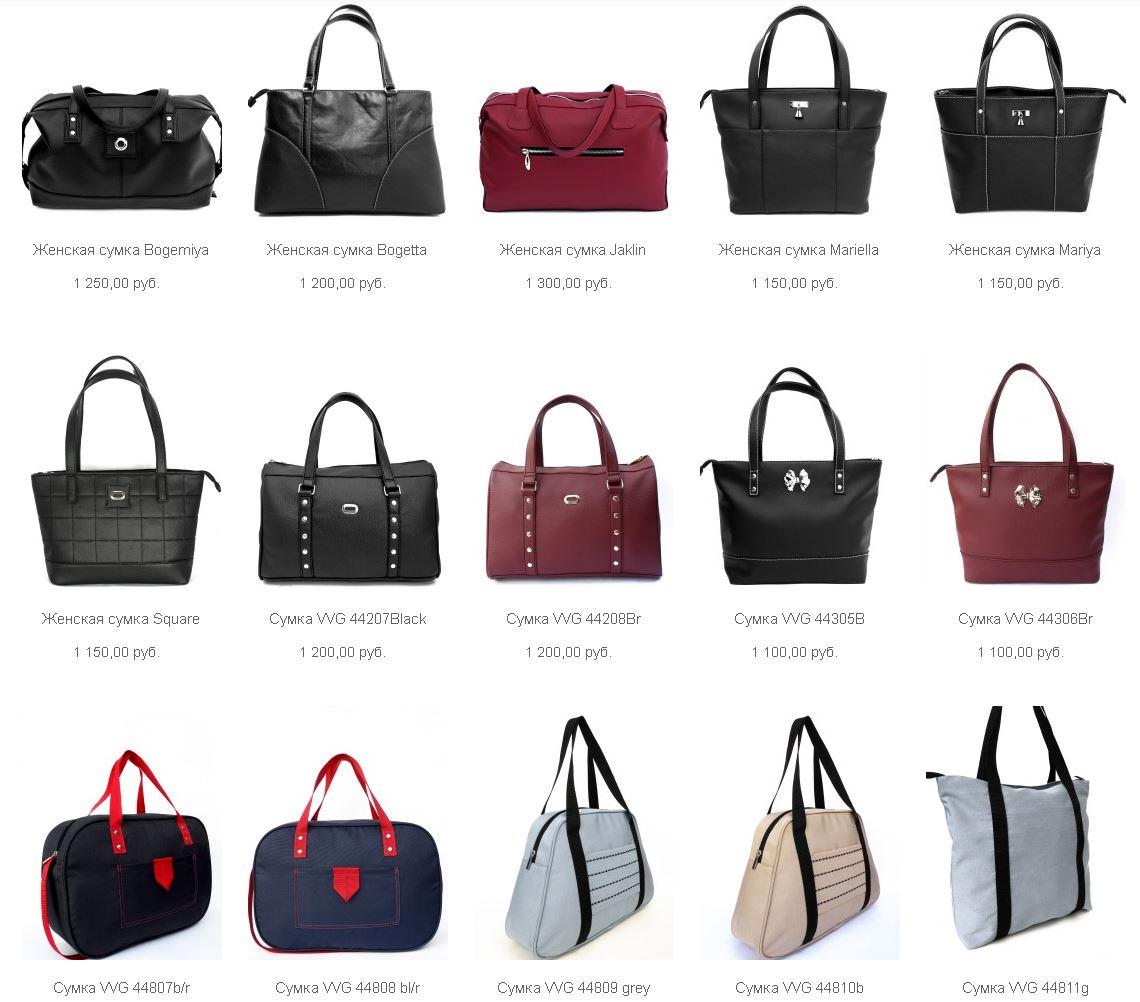 Женская сумка Bogemiya
Женская сумка Bogetta
Женская сумка Jaklin
Женская сумка Mariella
Женская сумка Mariya
1 250,00 руб.
1 200,00 руб.
1 300,00 руб.
1 150,00 руб.
1 150,00 руб.
Женская сумка Square
Сумка VVG 44207Black
Сумка VVG 44208Br
Сумка VVG 44305B
Сумка VVG 44306Br
1 150,00 руб.
1 200,00 руб.
1 200,00 руб.
1 100,00 руб.
1 100,00 руб.
Сумка VVG 44807b/r
Сумка VVG 44808 bl/r
Сумка VVG 44809 grey
Сумка VVG 44810b
Сумка VVG 44811g